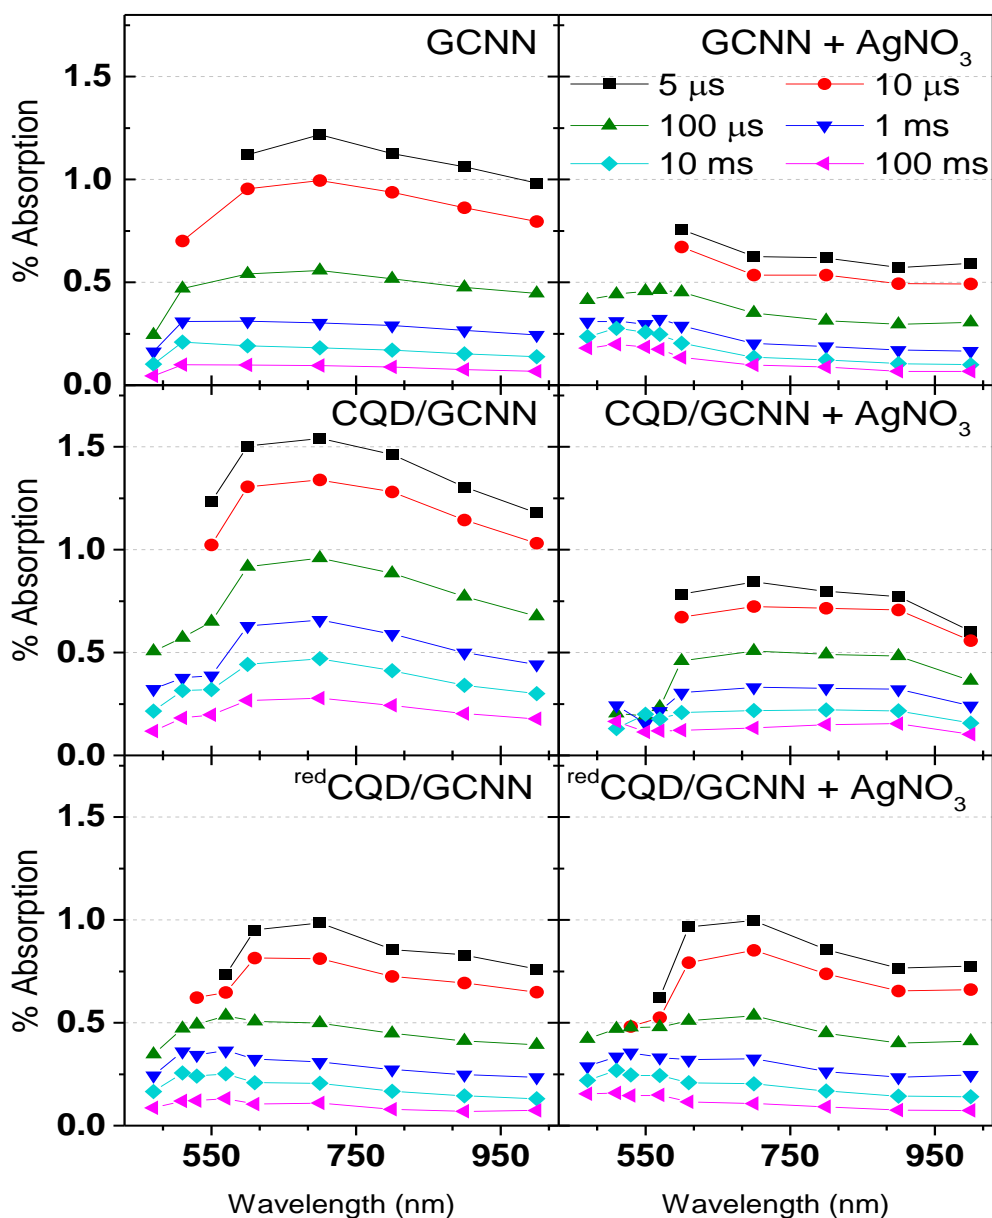 GCNN
GCNN + AgNO₃
5 μs
10 μs
100 μs
1 ms
10 ms
100 ms
1.5
1.0
0.5
0.0
% Absorption
CQD/GCNN
CQD/GCNN + AgNO₃
1.5
1.0
0.5
0.0
% Absorption
redCQD/GCNN
redCQD/GCNN + AgNO₃
1.5
1.0
0.5
0.0
% Absorption
550 750 950
550 750 950
Wavelength (nm)
Wavelength (nm)